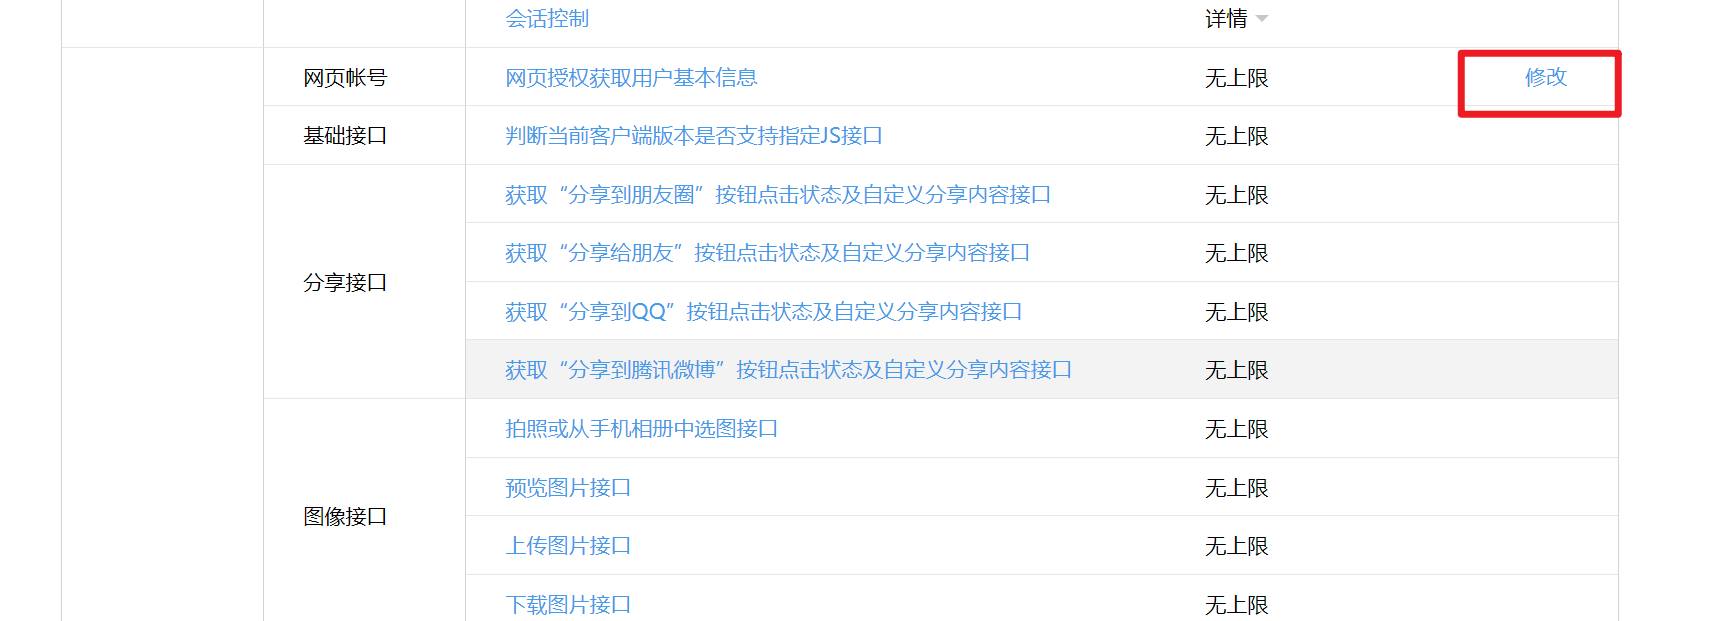 会话控制 详情
网页帐号 网页授权获取用户基本信息 无上限 修改
基础接口 判断当前客户端版本是否支持指定JS接口 无上限
获取“分享到朋友圈”按钮点击状态及自定义分享内容接口 无上限
获取“分享给朋友”按钮点击状态及自定义分享内容接口 无上限
分享接口
获取“分享到QQ”按钮点击状态及自定义分享内容接口 无上限
获取“分享到腾讯微博”按钮点击状态及自定义分享内容接口 无上限
拍照或从手机相册中选图接口 无上限
预览图片接口 无上限
图像接口
上传图片接口 无上限
下载图片接口 无上限